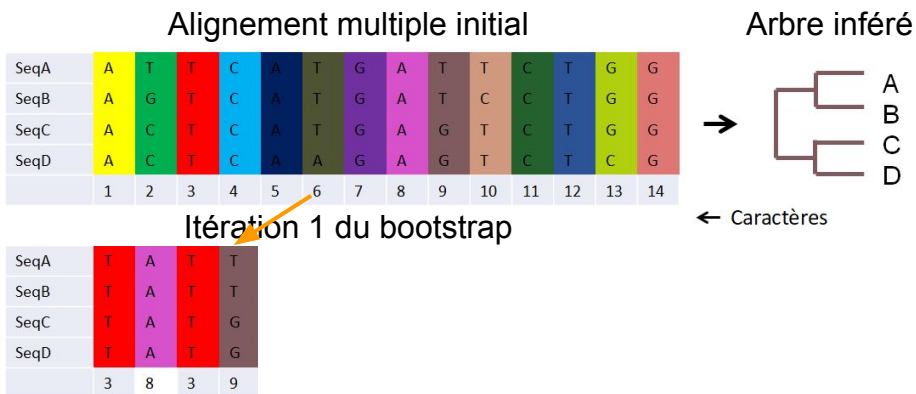 Alignement multiple initial
Arbre inféré
SeqA A T T C A T G A T T C T G G
SeqB A G T C A T G A T C C T G G
SeqC A C T C A T G A G T C T G G
SeqD A C T C A A G A G T C T C G
1 2 3 4 5 6 7 8 9 10 11 12 13 14
A
B
C
D
← Caractères
Itération 1 du bootstrap
SeqA T A T T
SeqB T A T T
SeqC T A T G
SeqD T A T G
3 8 3 9